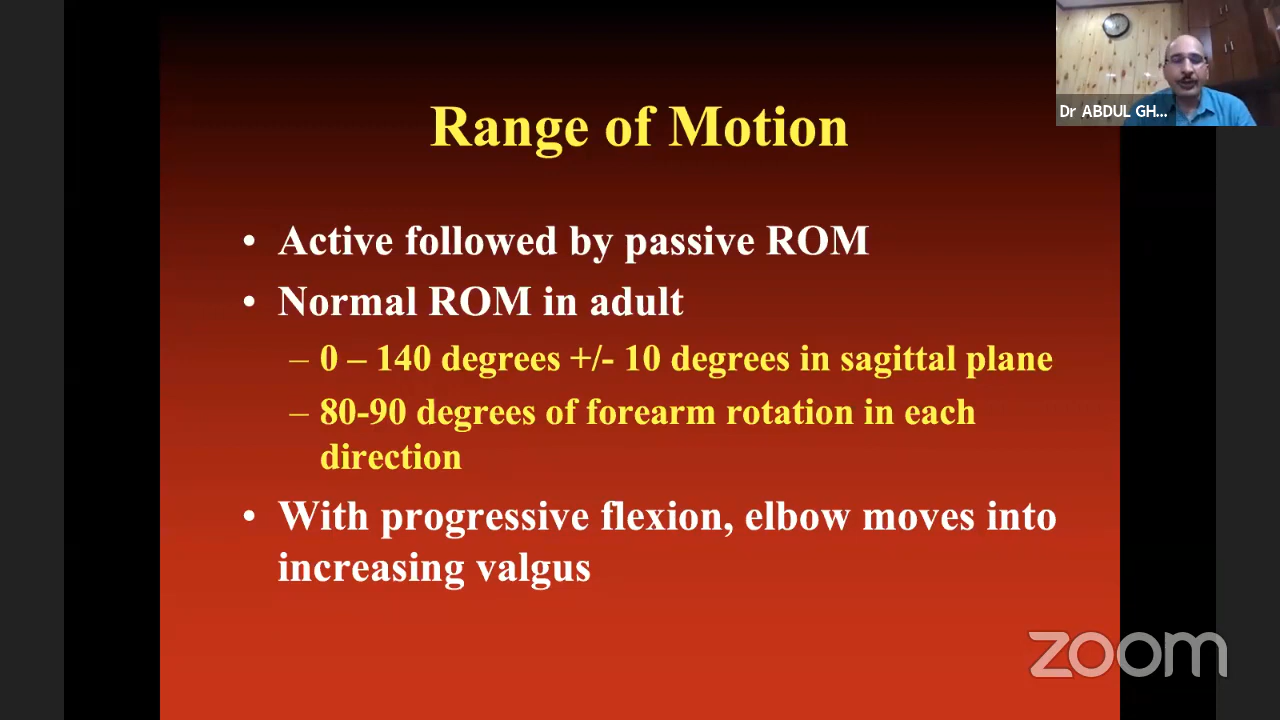 Dr ABDUL GH...
Range of Motion
• Active followed by passive ROM
• Normal ROM in adult
– 0 – 140 degrees +/- 10 degrees in sagittal plane
– 80-90 degrees of forearm rotation in each
direction
• With progressive flexion, elbow moves into
increasing valgus
zoom